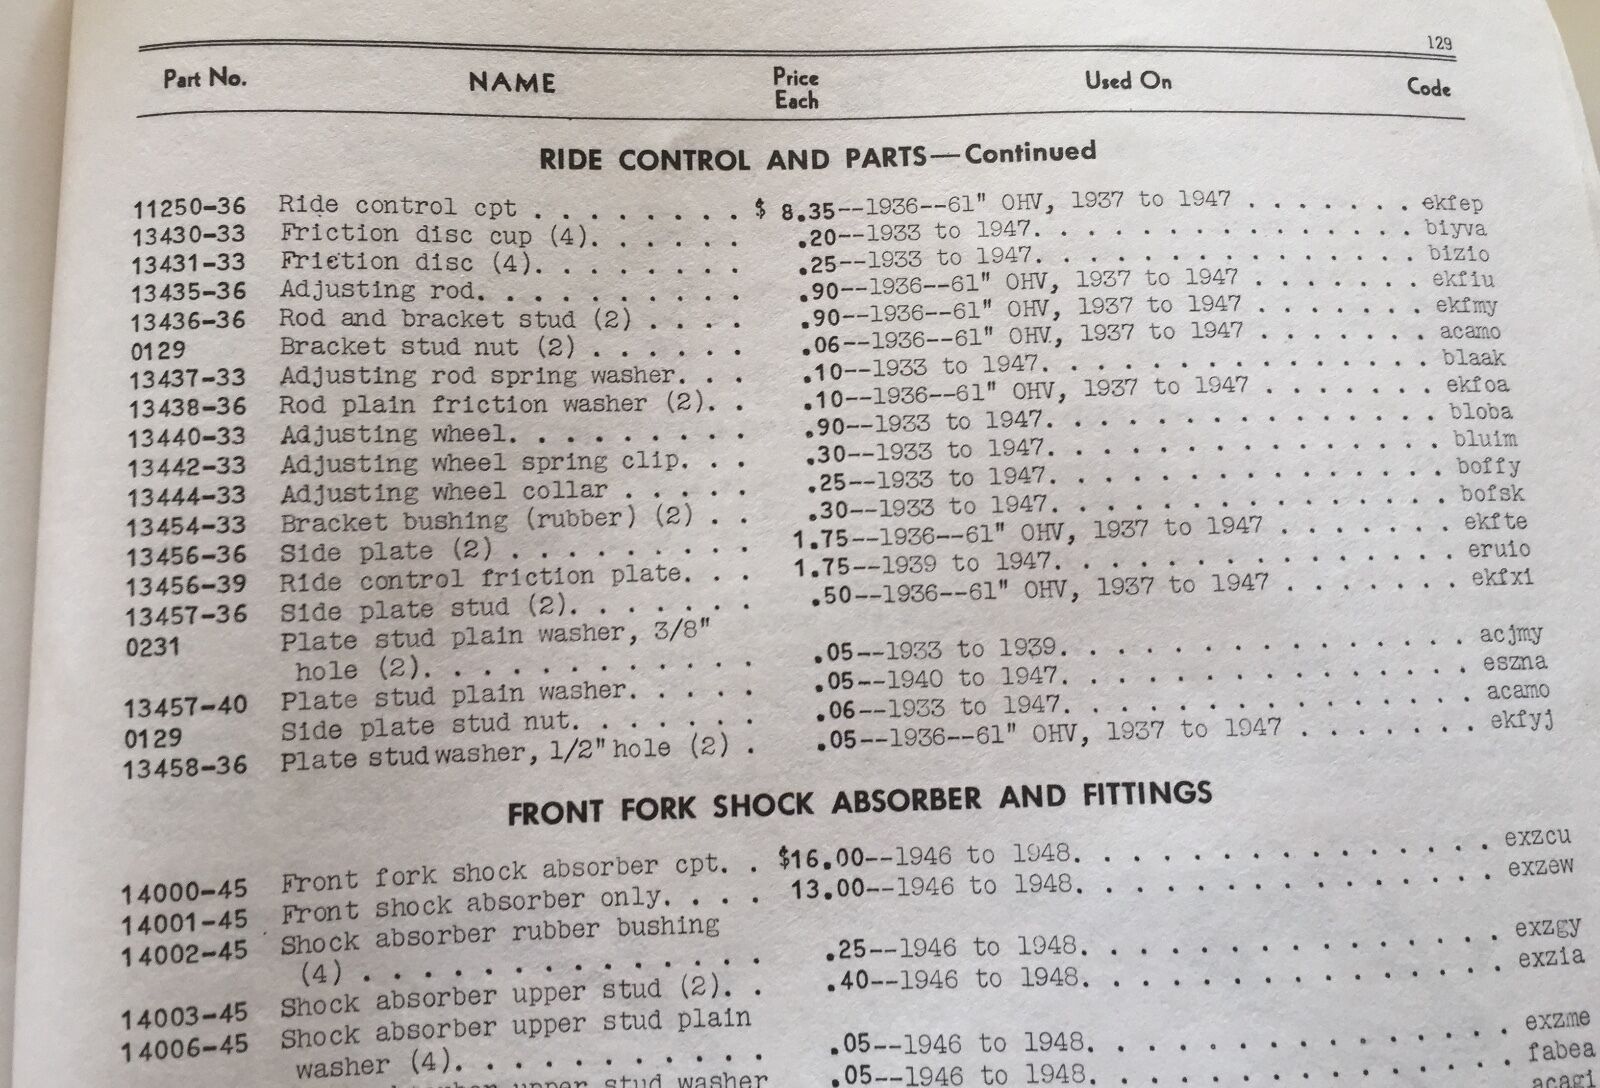 129
Part No. NAME Price Each Used On Code
RIDE CONTROL AND PARTS—Continued
11250-36 Ride control cpt . . . . . . . . $ 8.35--1936--61" OHV, 1937 to 1947 . . . . . . . ekfep
13430-33 Friction disc cup (4). . . . . . .20--1933 to 1947. . . . . . . . . . . . . . . biyva
13431-33 Friction disc (4). . . . . . . . .25--1933 to 1947. . . . . . . . . . . . . . . bizio
13435-36 Adjusting rod. . . . . . . . . . .90--1936--61" OHV, 1937 to 1947 . . . . . . . ekfiu
13436-36 Rod and bracket stud (2) . . . . .90--1936--61" OHV, 1937 to 1947 . . . . . . . ekfmy
0129 Bracket stud nut (2) . . . . . . .06--1936--61" OHV, 1937 to 1947 . . . . . . . acamo
13437-33 Adjusting rod spring washer. . . .10--1933 to 1947. . . . . . . . . . . . . . . blaak
13438-36 Rod plain friction washer (2). . .10--1936--61" OHV, 1937 to 1947 . . . . . . . ekfoa
13440-33 Adjusting wheel. . . . . . . . . .90--1933 to 1947. . . . . . . . . . . . . . . bloba
13442-33 Adjusting wheel spring clip. . . .30--1933 to 1947. . . . . . . . . . . . . . . bluim
13444-33 Adjusting wheel collar . . . . . .25--1933 to 1947. . . . . . . . . . . . . . . boffy
13454-33 Bracket bushing (rubber) (2) . . .30--1933 to 1947. . . . . . . . . . . . . . . bofsk
13456-36 Side plate (2) . . . . . . . . . 1.75--1936--61" OHV, 1937 to 1947 . . . . . . . ekfte
13456-39 Ride control friction plate. . . 1.75--1939 to 1947. . . . . . . . . . . . . . . eruio
13457-36 Side plate stud (2). . . . . . . .50--1936--61" OHV, 1937 to 1947 . . . . . . . ekfxi
0231 Plate stud plain washer, 3/8"
hole (2). . . . . . . . . . . . .05--1933 to 1939. . . . . . . . . . . . . . . acjmy
13457-40 Plate stud plain washer. . . . . .05--1940 to 1947. . . . . . . . . . . . . . . eszna
0129 Side plate stud nut. . . . . . . .06--1933 to 1947. . . . . . . . . . . . . . . acamo
13458-36 Plate stud washer, 1/2" hole (2) . .05--1936--61" OHV, 1937 to 1947 . . . . . . . ekfyj
FRONT FORK SHOCK ABSORBER AND FITTINGS
14000-45 Front fork shock absorber cpt. . $16.00--1946 to 1948. . . . . . . . . . . . . . . exzcu
14001-45 Front shock absorber only. . . . 13.00--1946 to 1948. . . . . . . . . . . . . . . exzew
14002-45 Shock absorber rubber bushing
(4) . . . . . . . . . . . . . . .25--1946 to 1948. . . . . . . . . . . . . . . exzgy
14003-45 Shock absorber upper stud (2). . .40--1946 to 1948. . . . . . . . . . . . . . . exzia
14006-45 Shock absorber upper stud plain
washer (4). . . . . . . . . . . .05--1946 to 1948. . . . . . . . . . . . . . . exzme
absorber upper stud washer .05--1946 to 1948. . . . . . . . . . . . . . . fabea
acagi